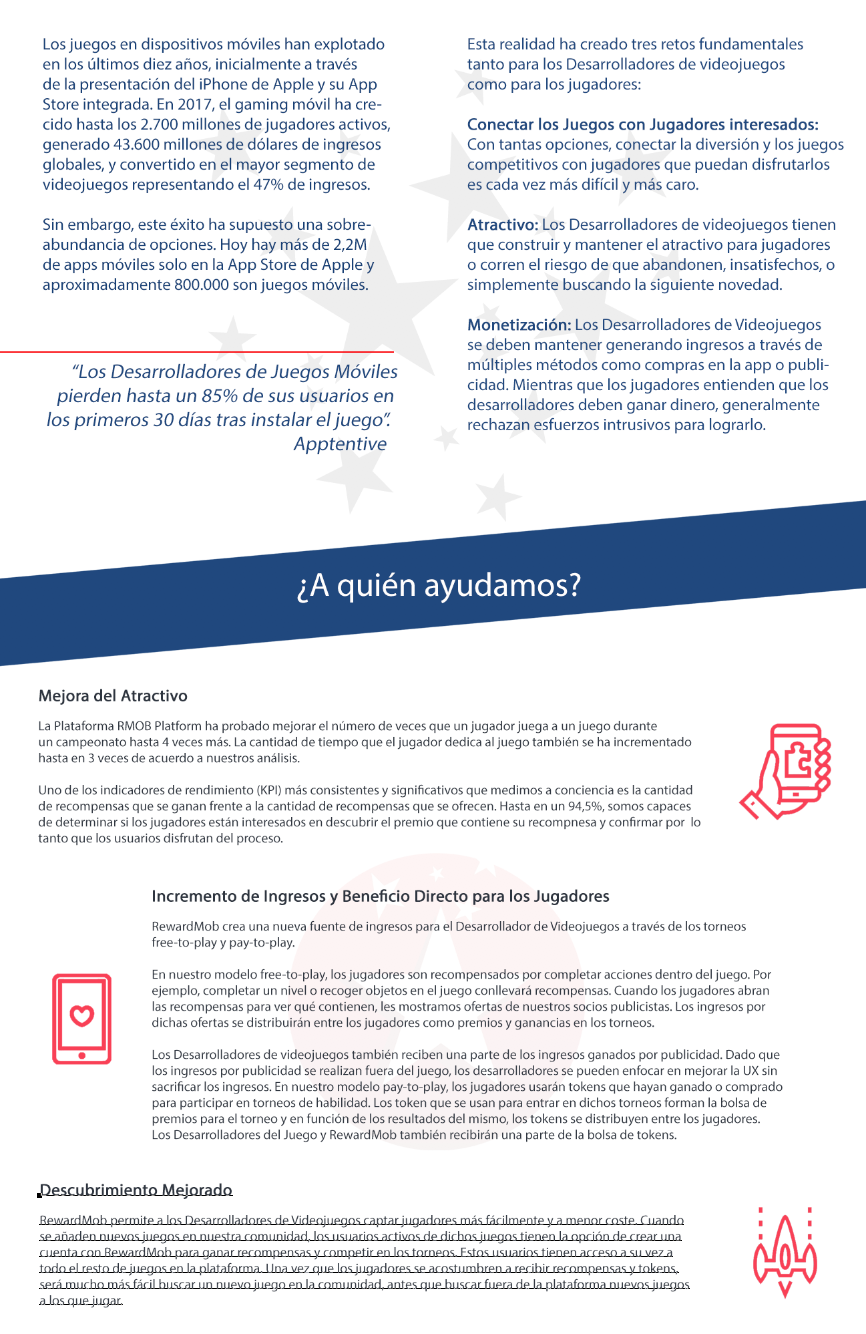 Los juegos en dispositivos móviles han explotado
en los últimos diez años, inicialmente a través
de la presentación del iPhone de Apple y su App
Store integrada. En 2017, el gaming móvil ha cre-
cido hasta los 2.700 millones de jugadores activos,
generado 43.600 millones de dólares de ingresos
globales, y convertido en el mayor segmento de
videojuegos representando el 47% de ingresos.
Sin embargo, este éxito ha supuesto una sobre-
abundancia de opciones. Hoy hay más de 2,2M
de apps móviles solo en la App Store de Apple y
aproximadamente 800.000 son juegos móviles.
“Los Desarrolladores de Juegos Móviles
pierden hasta un 85% de sus usuarios en
los primeros 30 días tras instalar el juego”.
Apptentive
Esta realidad ha creado tres retos fundamentales
tanto para los Desarrolladores de videojuegos
como para los jugadores:
Conectar los Juegos con Jugadores interesados:
Con tantas opciones, conectar la diversión y los juegos
competitivos con jugadores que puedan disfrutarlos
es cada vez más difícil y más caro.
Atractivo: Los Desarrolladores de videojuegos tienen
que construir y mantener el atractivo para jugadores
o corren el riesgo de que abandonen, insatisfechos, o
simplemente buscando la siguiente novedad.
Monetización: Los Desarrolladores de Videojuegos
se deben mantener generando ingresos a través de
múltiples métodos como compras en la app o publi-
cidad. Mientras que los jugadores entienden que los
desarrolladores deben ganar dinero, generalmente
rechazan esfuerzos intrusivos para lograrlo.
¿A quién ayudamos?
Mejora del Atractivo
La Plataforma RMOB Platform ha probado mejorar el número de veces que un jugador juega a un juego durante
un campeonato hasta 4 veces más. La cantidad de tiempo que el jugador dedica al juego también se ha incrementado
hasta en 3 veces de acuerdo a nuestros análisis.
Uno de los indicadores de rendimiento (KPI) más consistentes y significativos que medimos a conciencia es la cantidad
de recompensas que se ganan frente a la cantidad de recompensas que se ofrecen. Hasta en un 94,5%, somos capaces
de determinar si los jugadores están interesados en descubrir el premio que contiene su recompnesa y confirmar por lo
tanto que los usuarios disfrutan del proceso.
Incremento de Ingresos y Beneficio Directo para los Jugadores
RewardMob crea una nueva fuente de ingresos para el Desarrollador de Videojuegos a través de los torneos
free-to-play y pay-to-play.
En nuestro modelo free-to-play, los jugadores son recompensados por completar acciones dentro del juego. Por
ejemplo, completar un nivel o recoger objetos en el juego conllevará recompensas. Cuando los jugadores abran
las recompensas para ver qué contienen, les mostramos ofertas de nuestros socios publicistas. Los ingresos por
dichas ofertas se distribuirán entre los jugadores como premios y ganancias en los torneos.
Los Desarrolladores de videojuegos también reciben una parte de los ingresos ganados por publicidad. Dado que
los ingresos por publicidad se realizan fuera del juego, los desarrolladores se pueden enfocar en mejorar la UX sin
sacrificar los ingresos. En nuestro modelo pay-to-play, los jugadores usarán tokens que hayan ganado o comprado
para participar en torneos de habilidad. Los token que se usan para entrar en dichos torneos forman la bolsa de
premios para el torneo y en función de los resultados del mismo, los tokens se distribuyen entre los jugadores.
Los Desarrolladores del Juego y RewardMob también recibirán una parte de la bolsa de tokens.
Descubrimiento Mejorado
RewardMob permite a los Desarrolladores de Videojuegos captar jugadores más fácilmente y a menor coste. Cuando
se añaden nuevos juegos en nuestra comunidad, los usuarios activos de dichos juegos tienen la opción de crear una
cuenta con RewardMob para ganar recompensas y competir en los torneos. Estos usuarios tienen acceso a su vez a
todo el resto de juegos en la plataforma. Una vez que los jugadores se acostumbren a recibir recompensas y tokens,
será mucho más fácil buscar un nuevo juego en la comunidad, antes que buscar fuera de la plataforma nuevos juegos
a los que jugar.